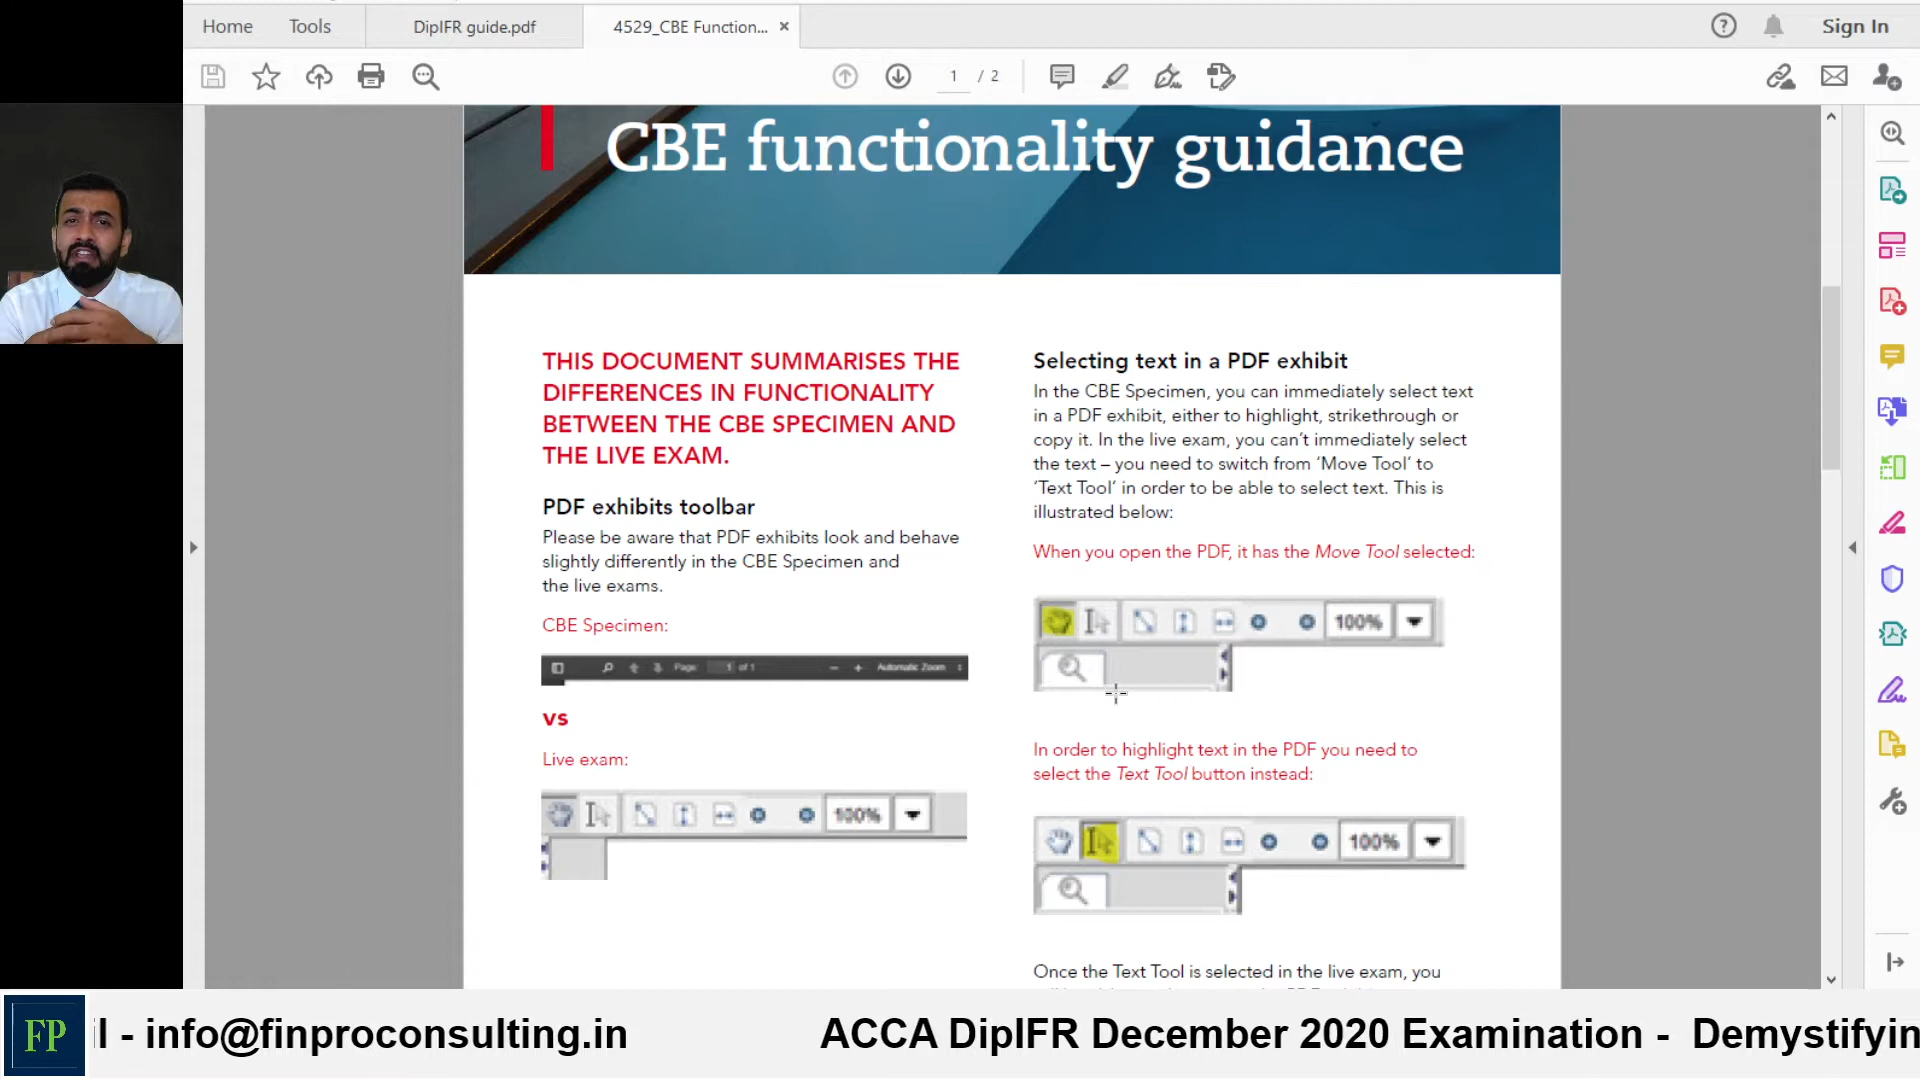 Home
Tools
DipIFR guide.pdf
4529_CBE Function...
×
?
Sign In
1 / 2
CBE functionality guidance
THIS DOCUMENT SUMMARISES THE
DIFFERENCES IN FUNCTIONALITY
BETWEEN THE CBE SPECIMEN AND
THE LIVE EXAM.
PDF exhibits toolbar
Please be aware that PDF exhibits look and behave
slightly differently in the CBE Specimen and
the live exams.
CBE Specimen:
Page: 1 of 1
Automatic Zoom
vs
Live exam:
100%
Selecting text in a PDF exhibit
In the CBE Specimen, you can immediately select text
in a PDF exhibit, either to highlight, strikethrough or
copy it. In the live exam, you can’t immediately select
the text – you need to switch from ‘Move Tool’ to
‘Text Tool’ in order to be able to select text. This is
illustrated below:
When you open the PDF, it has the Move Tool selected:
100%
In order to highlight text in the PDF you need to
select the Text Tool button instead:
100%
Once the Text Tool is selected in the live exam, you
FP
il - info@finproconsulting.in
ACCA DipIFR December 2020 Examination - Demystifyin